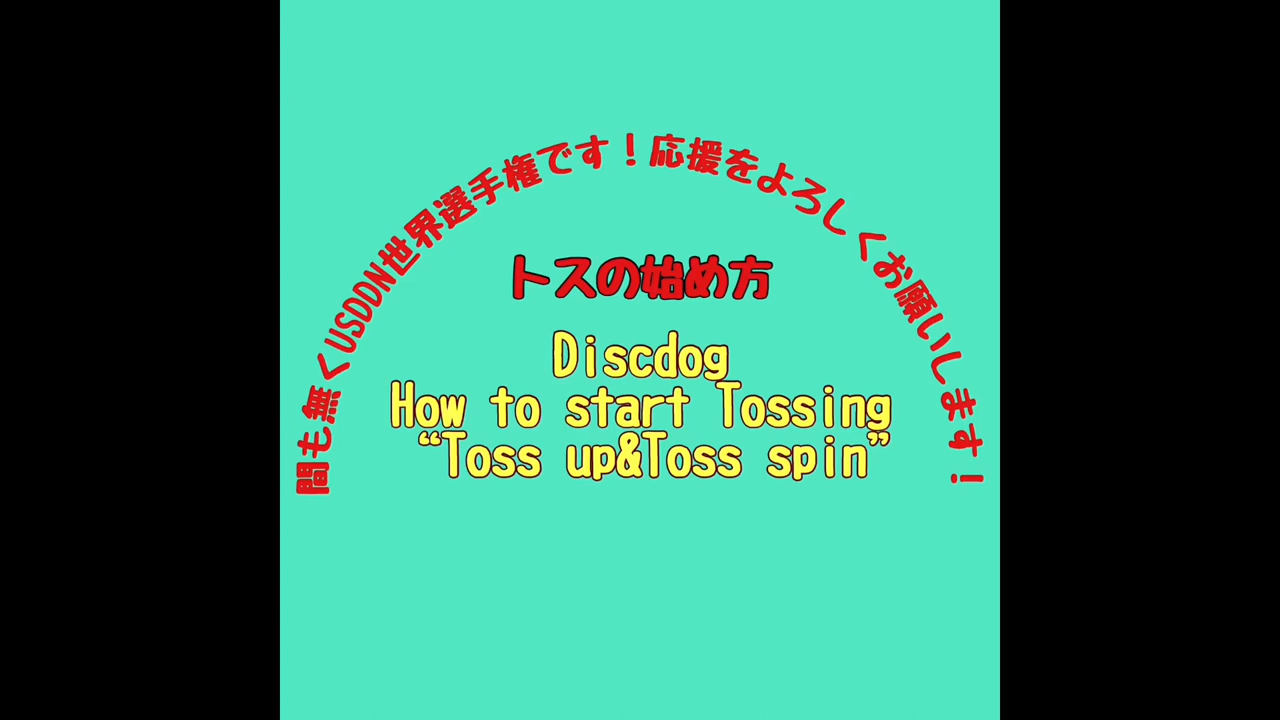 間も無くUSDDN世界選手権です！応援をよろしくお願いします！
トスの始め方
Discdog
How to start Tossing
“Toss up&Toss spin”